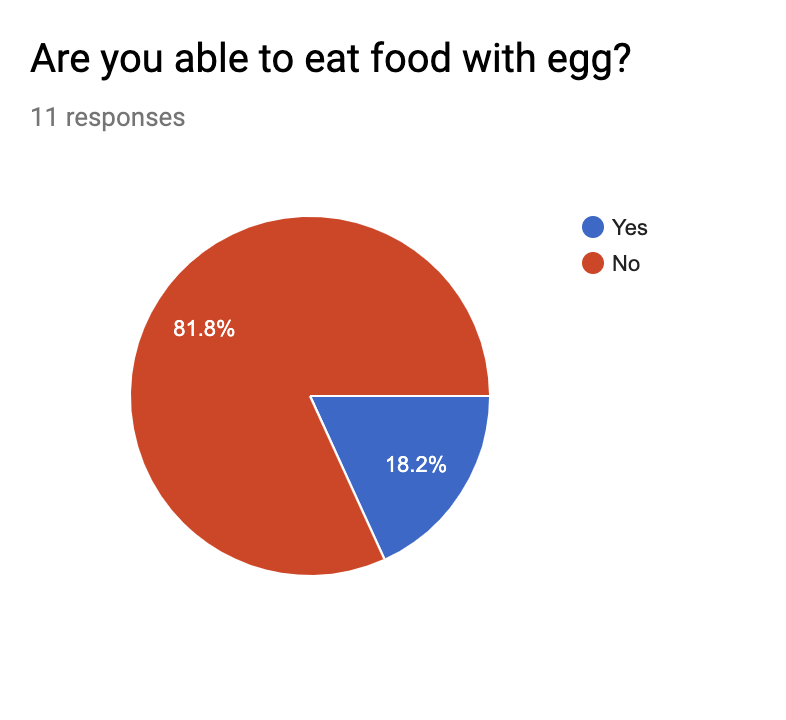 Are you able to eat food with egg?
11 responses
Yes
No
81.8%
18.2%